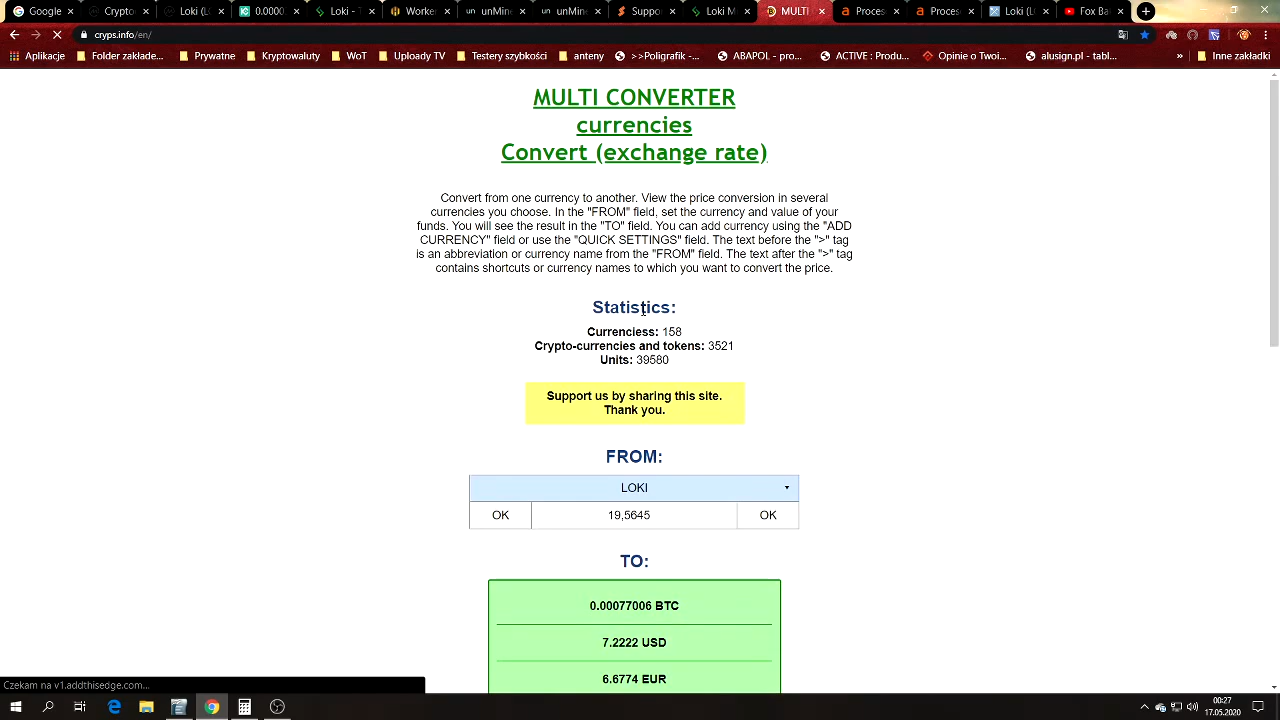 Google
Crypto
Loki (L
0.0000
Loki - T
Worker
unMine
unMine
Suppo
Loki M
MULTI
Proces
Proces
Loki (L
Fox Ba
cryps.info/en/
Aplikacje
Folder zakłade...
Prywatne
Kryptowaluty
WoT
Uploady TV
Testery szybkości
anteny
>>Poligrafik -...
ABAPOL - pro...
ACTIVE : Produ...
Opinie o Twoi...
alusign.pl - tabl...
»
Inne zakładki
MULTI CONVERTER
currencies
Convert (exchange rate)
Convert from one currency to another. View the price conversion in several
currencies you choose. In the "FROM" field, set the currency and value of your
funds. You will see the result in the "TO" field. You can add currency using the "ADD
CURRENCY" field or use the "QUICK SETTINGS" field. The text before the ">" tag
is an abbreviation or currency name from the "FROM" field. The text after the ">" tag
contains shortcuts or currency names to which you want to convert the price.
Statistics:
Currenciess: 158
Crypto-currencies and tokens: 3521
Units: 39580
Support us by sharing this site.
Thank you.
FROM:
LOKI
OK 19,5645 OK
TO:
0.00077006 BTC
7.2222 USD
6.6774 EUR
Czekam na v1.addthisedge.com...
00:27
17.05.2020